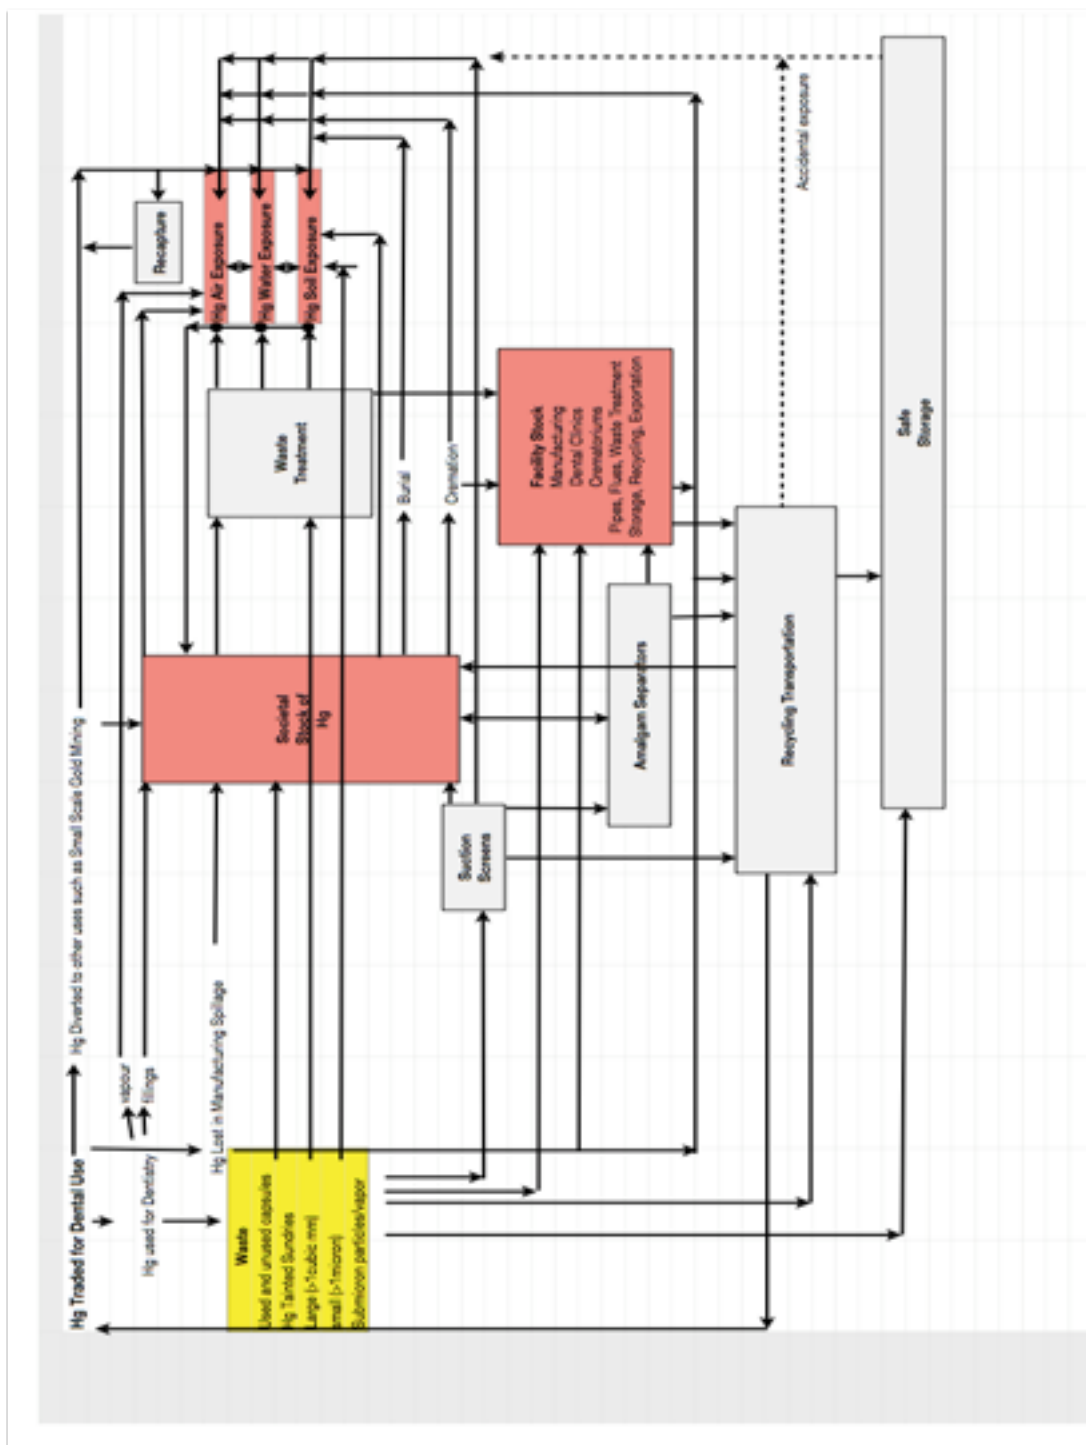 Hg Traded for Dental Use
Hg Diverted to other uses such as Small Scale Gold Mining
Hg used for Dentistry
vapour
fillings
Hg Lost in Manufacturing Spillage
Recapture
Hg Air Exposure
Hg Water Exposure
Hg Soil Exposure
Waste
Used and unused capsules
Hg Tainted Sundries
Large (>1cubic mm)
small (>1micron)
Submicron particles/vapor
Societal
Stock of
Hg
Waste
Treatment
Burial
Cremation
Suction
Screens
Facility Stock
Manufacturing
Dental Clinics
Crematoriums
Pipes, Flues, Waste Treatment
Storage, Recycling, Exportation
Amalgam Separators
Recycling Transportation
Accidental exposure
Safe
Storage